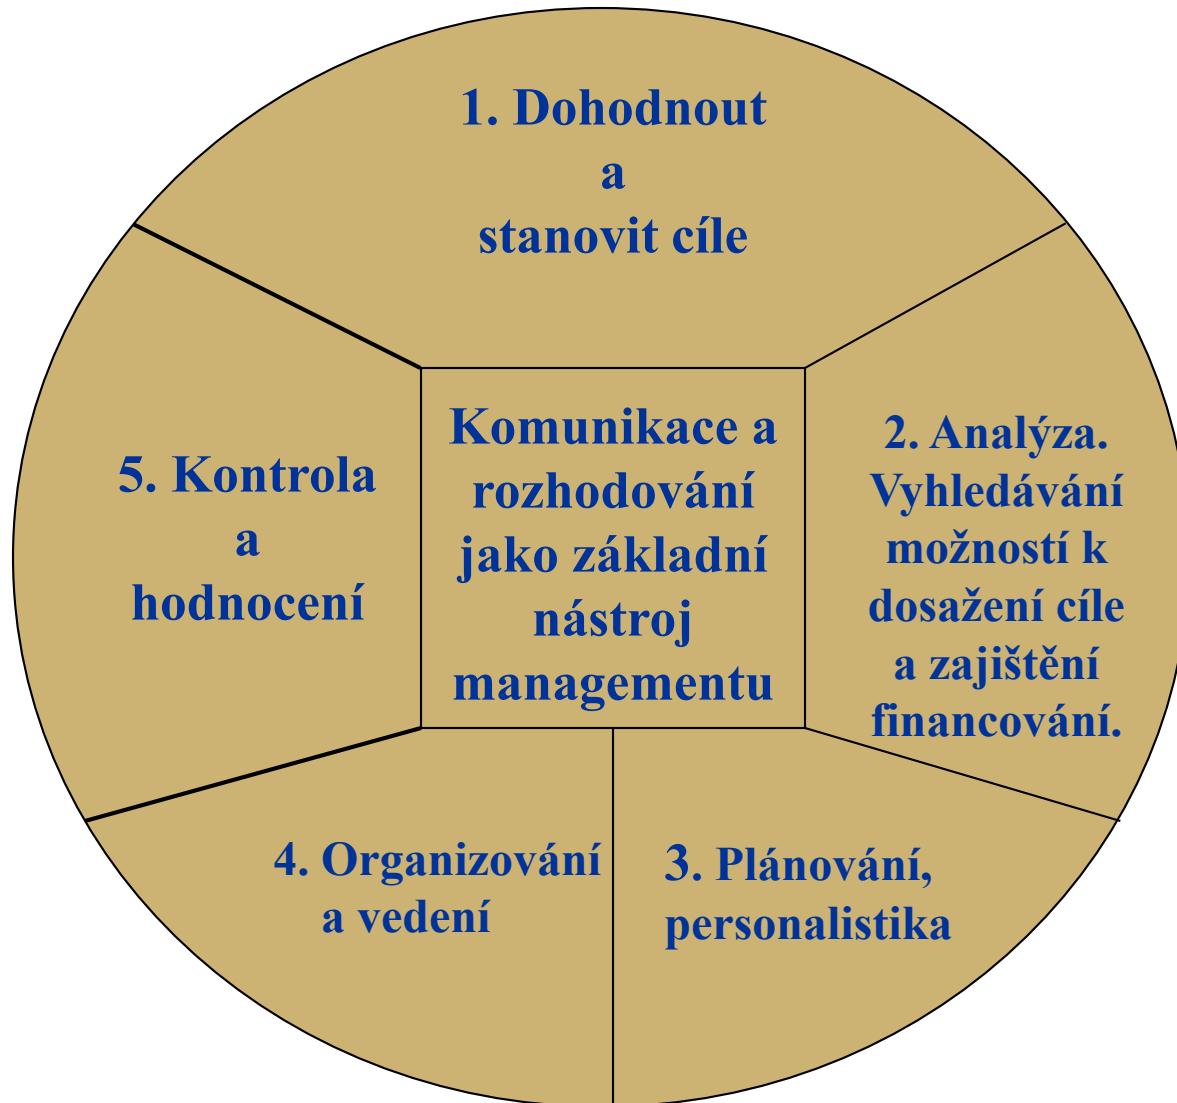 1. Dohodnout
a
stanovit cíle
Komunikace a
rozhodování
jako základní
nástroj
managementu
2. Analýza.
Vyhledávání
možností k
dosažení cíle
a zajištění
financování.
3. Plánování,
personalistika
4. Organizování
a vedení
5. Kontrola
a
hodnocení